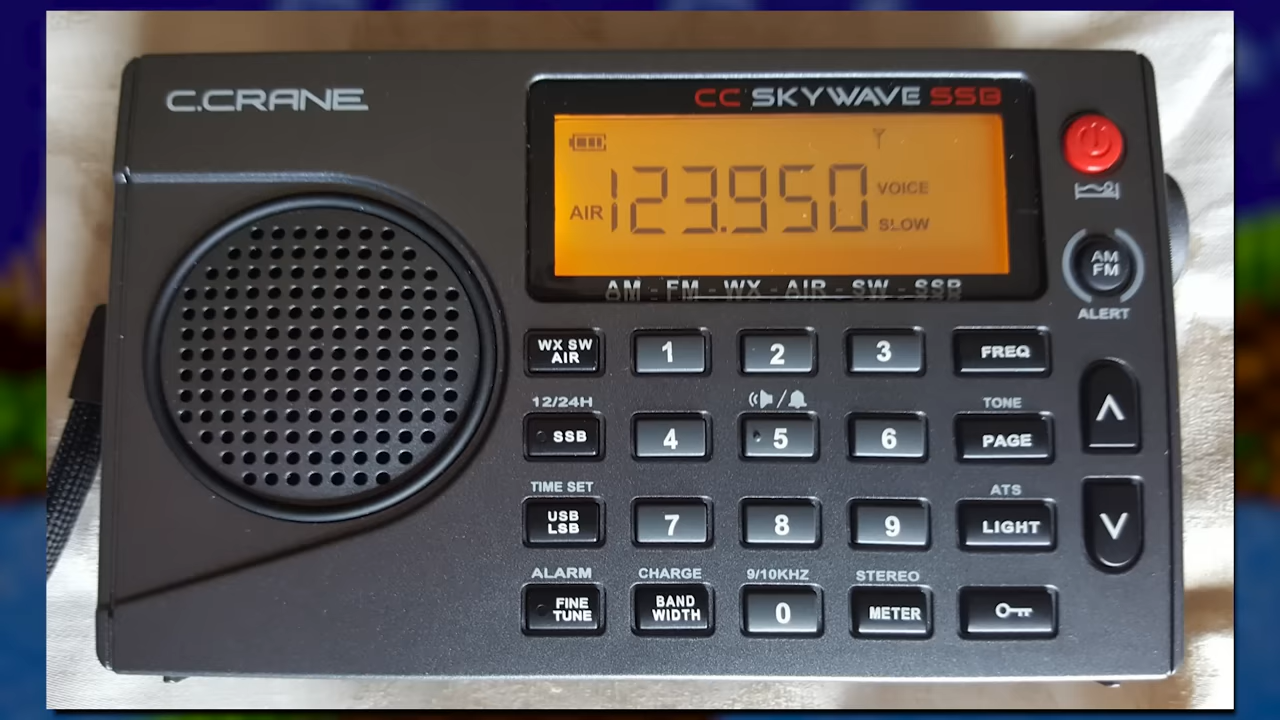 C.CRANE
CC SKYWAVE SSB
AIR 123.950 VOICE
SLOW
AM - FM - WX - AIR - SW - SSB
AM
FM
ALERT
WX SW
AIR
1
2
3
FREQ
12/24H
TONE
SSB
4
5
6
PAGE
TIME SET
ATS
USB
LSB
7
8
9
LIGHT
ALARM
CHARGE
9/10KHZ
STEREO
FINE
TUNE
BAND
WIDTH
0
METER